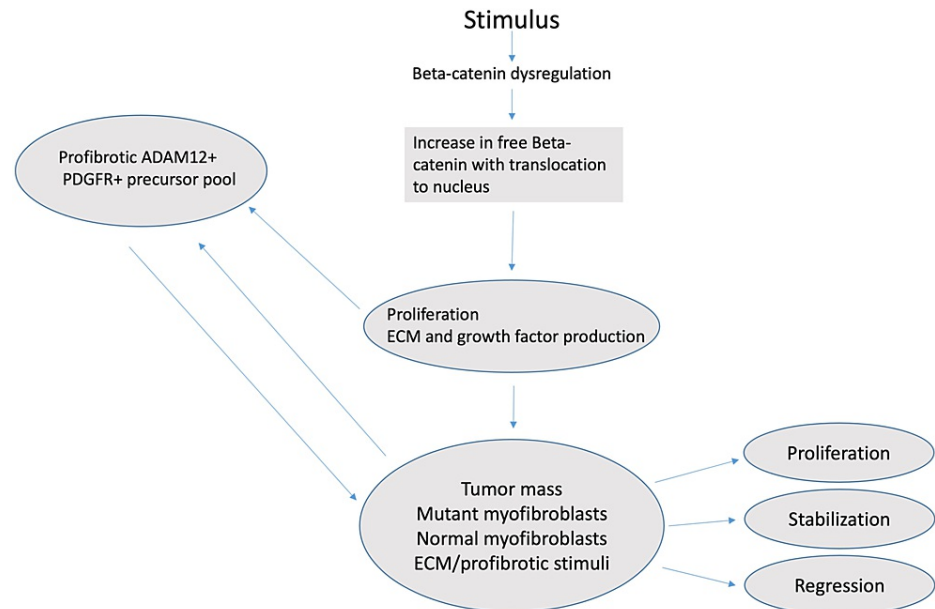 Stimulus
Beta-catenin dysregulation
Increase in free Beta-
catenin with translocation
to nucleus
Profibrotic ADAM12+
PDGFR+ precursor pool
Proliferation
ECM and growth factor production
Tumor mass
Mutant myofibroblasts
Normal myofibroblasts
ECM/profibrotic stimuli
Proliferation
Stabilization
Regression